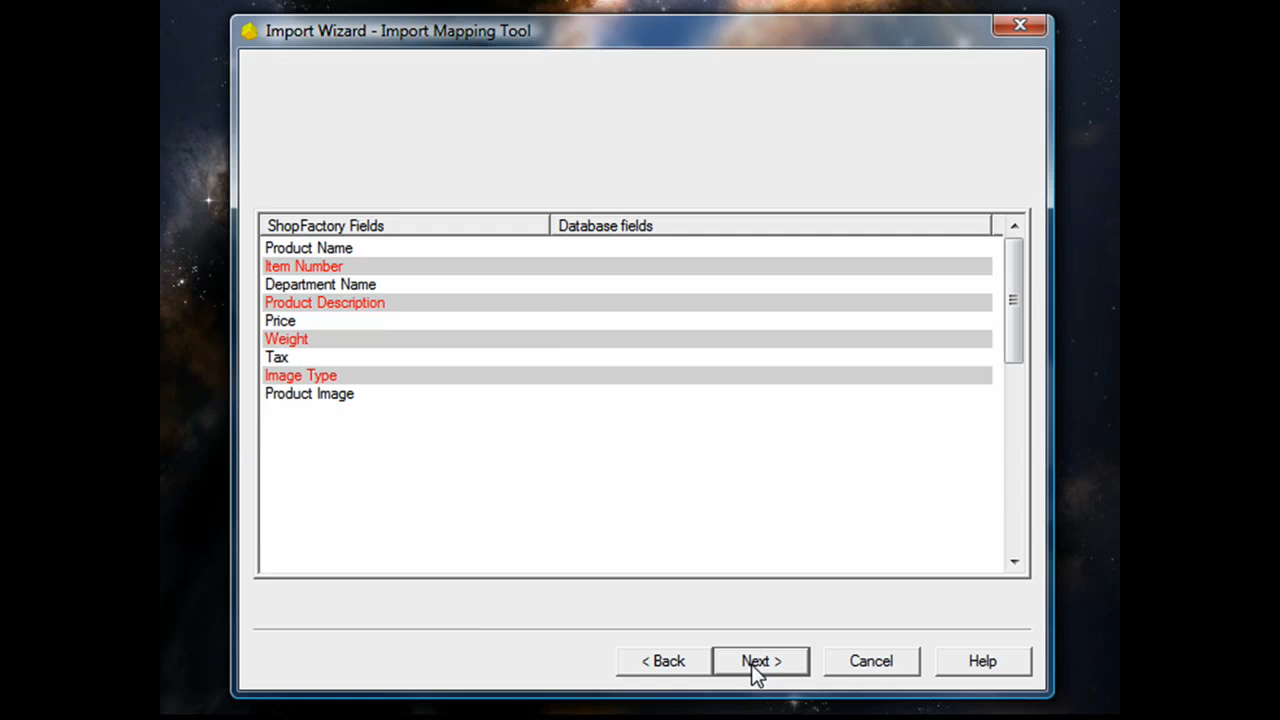 Import Wizard - Import Mapping Tool
ShopFactory Fields Database fields
Product Name
Item Number
Department Name
Product Description
Price
Weight
Tax
Image Type
Product Image
< Back Next > Cancel Help